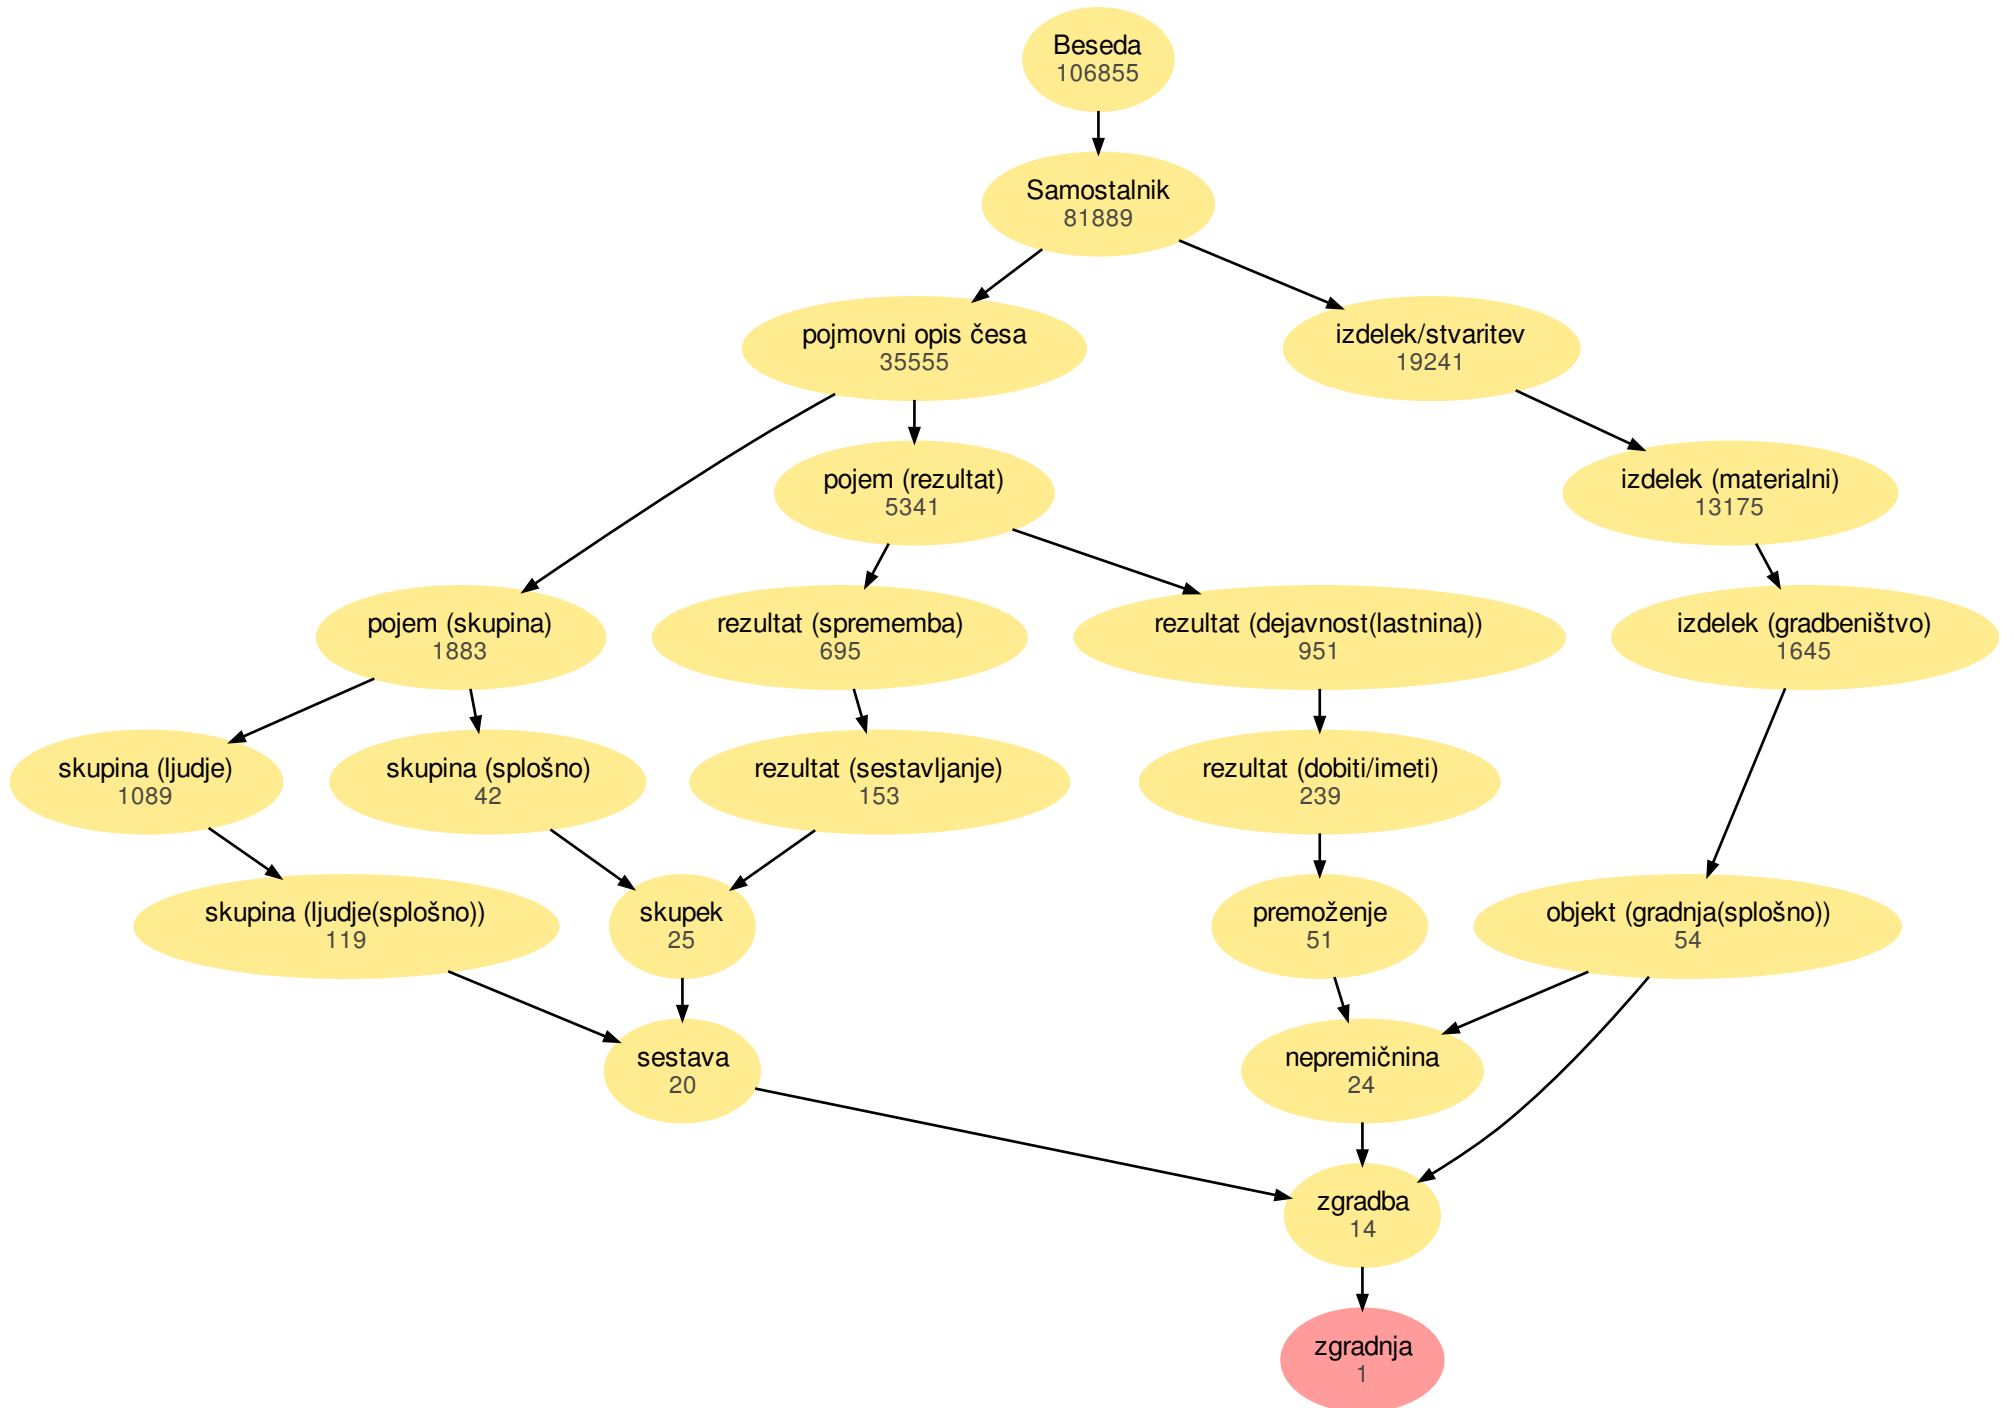 Beseda
106855
Samostalnik
81889
pojmovni opis česa
35555
izdelek/stvaritev
19241
pojem (rezultat)
5341
izdelek (materialni)
13175
pojem (skupina)
1883
rezultat (sprememba)
695
rezultat (dejavnost(lastnina))
951
izdelek (gradbeništvo)
1645
skupina (ljudje)
1089
skupina (splošno)
42
rezultat (sestavljanje)
153
rezultat (dobiti/imeti)
239
skupina (ljudje(splošno))
119
skupek
25
premoženje
51
objekt (gradnja(splošno))
54
sestava
20
nepremičnina
24
zgradba
14
zgradnja
1